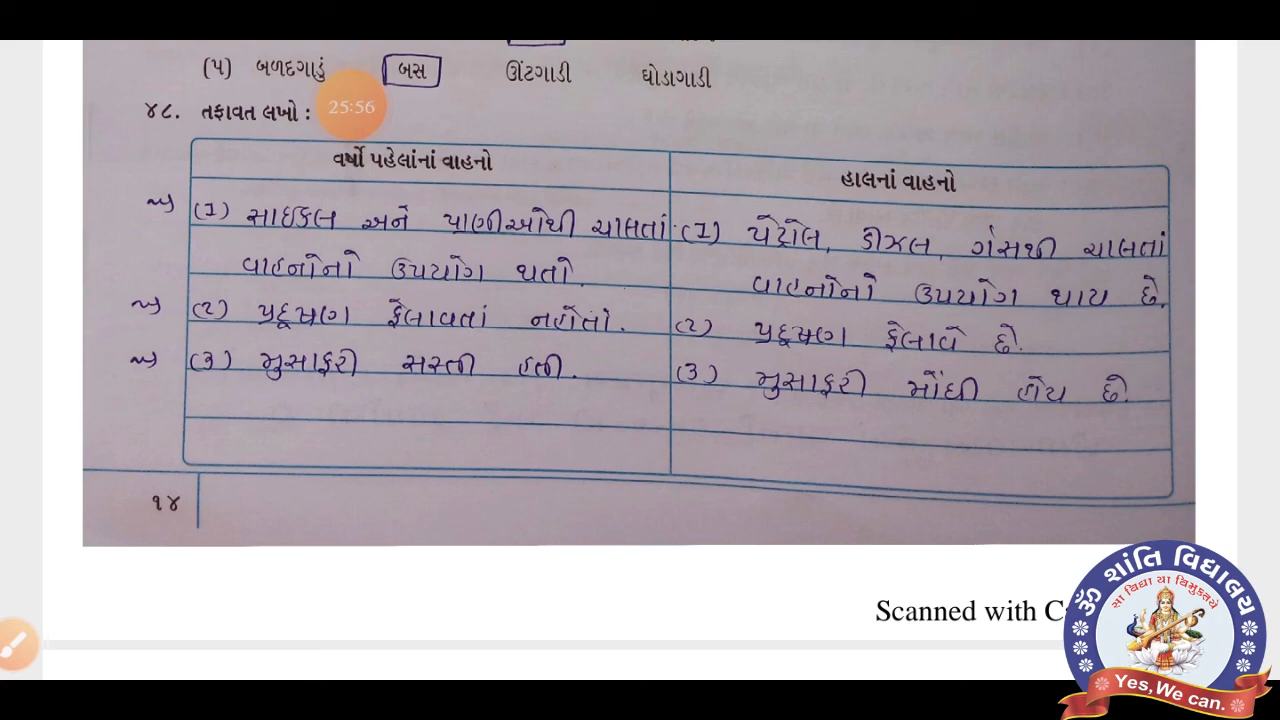 (૫) બળદગાડું બસ ઊંટગાડી ઘોડાગાડી
૪૮. તફાવત લખો :
25:56
વર્ષો પહેલાંનાં વાહનો
હાલનાં વાહનો
(1) સાઇકલ અને પ્રાણીઓથી ચાલતાં
વાહનોનો ઉપયોગ થતો.
(૨) પ્રદૂષણ ફેલાવતાં નહોતાં.
(૩) મુસાફરી સસ્તી હતી.
(1) પેટ્રોલ, ડીઝલ, ગેસથી ચાલતાં
વાહનોનો ઉપયોગ થાય છે.
(૨) પ્રદૂષણ ફેલાવે છે.
(૩) મુસાફરી મોંઘી હોય છે.
૧૪
Scanned with
ૐ શાંતિ વિદ્યાલય
સા વિદ્યા યા વિમુક્તયે
Yes, We can.